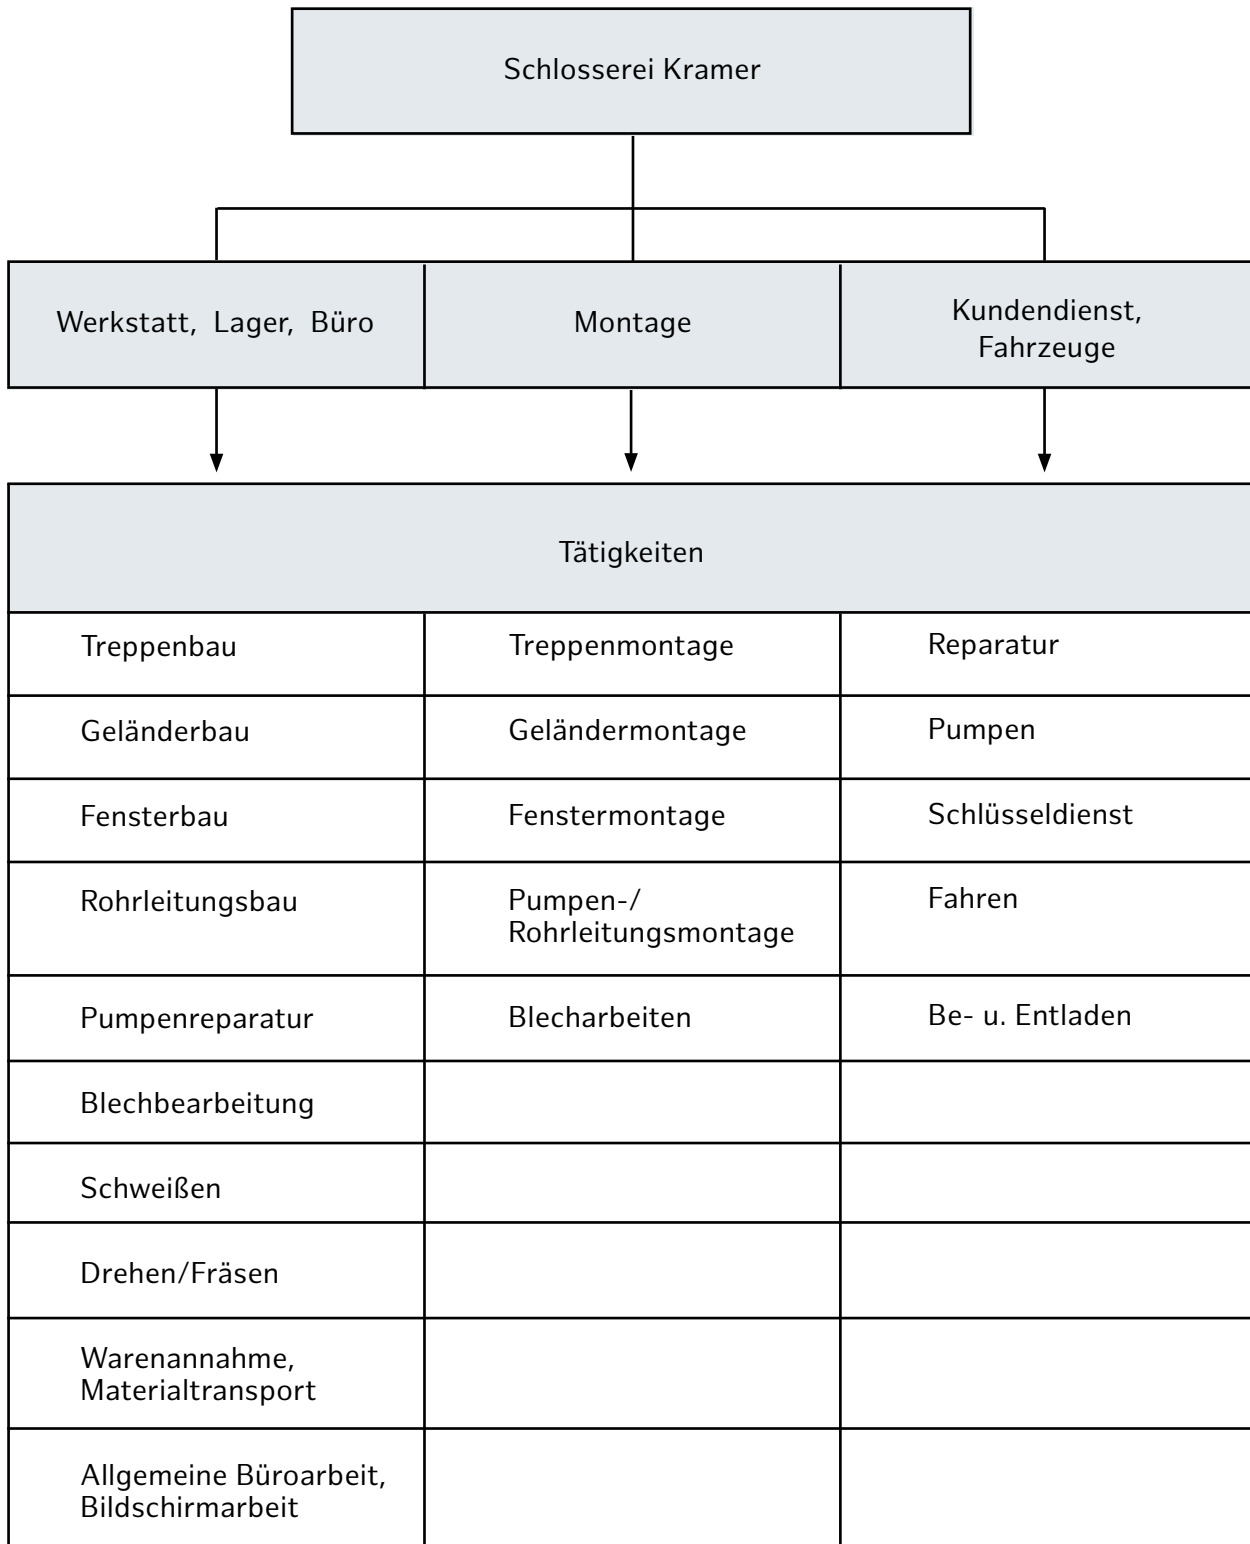 Schlosserei Kramer
Werkstatt, Lager, Büro
Montage
Kundendienst,
Fahrzeuge
Tätigkeiten
Treppenbau
Treppenmontage
Reparatur
Geländerbau
Geländermontage
Pumpen
Fensterbau
Fenstermontage
Schlüsseldienst
Rohrleitungsbau
Pumpen-/
Rohrleitungsmontage
Fahren
Pumpenreparatur
Blecharbeiten
Be- u. Entladen
Blechbearbeitung
Schweißen
Drehen/Fräsen
Warenannahme,
Materialtransport
Allgemeine Büroarbeit,
Bildschirmarbeit